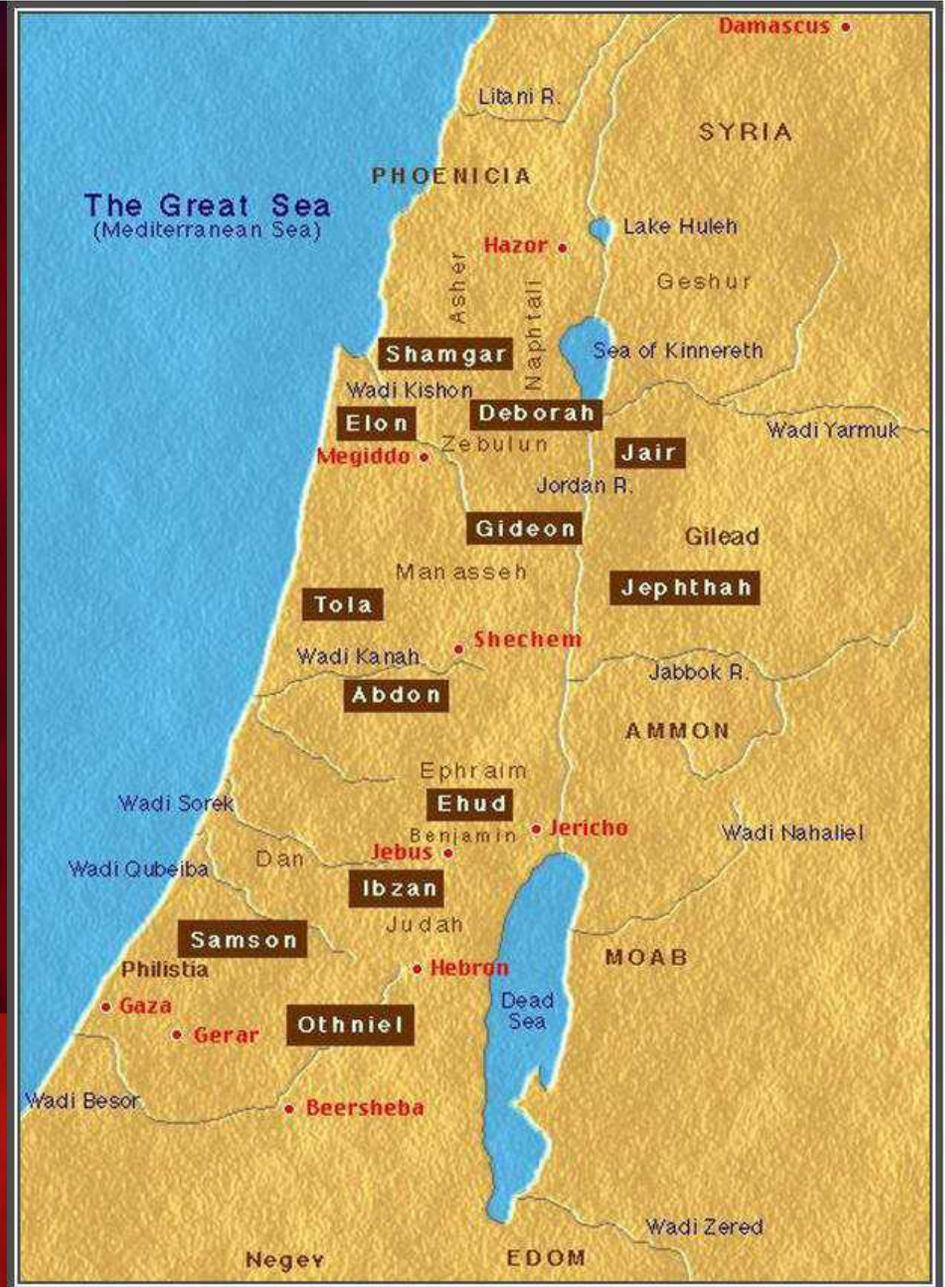 Damascus
Litani R.
SYRIA
PHOENICIA
The Great Sea
(Mediterranean Sea)
Lake Huleh
Hazor
Asher
Geshur
Naphtali
Shamgar
Sea of Kinnereth
Wadi Kishon
Deborah
Elon
Wadi Yarmuk
Zebulun
Megiddo
Jair
Jordan R.
Gideon
Gilead
Manasseh
Jephthah
Tola
Shechem
Wadi Kanah
Jabbok R.
Abdon
AMMON
Ephraim
Wadi Sorek
Ehud
Jericho
Wadi Nahaliel
Benjamin
Jebus
Dan
Wadi Qubeiba
Ibzan
Judah
Samson
MOAB
Philistia
Hebron
Gaza
Dead
Sea
Othniel
Gerar
Wadi Besor
Beersheba
Wadi Zered
Negev
EDOM